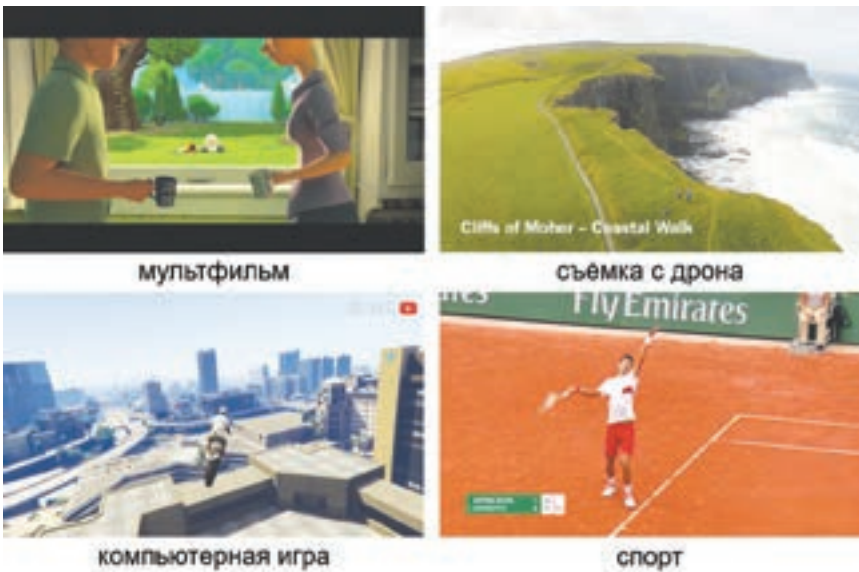 мультфильм
Cliffs of Moher – Coastal Walk
съёмка с дрона
Fly Emirates
компьютерная игра
спорт